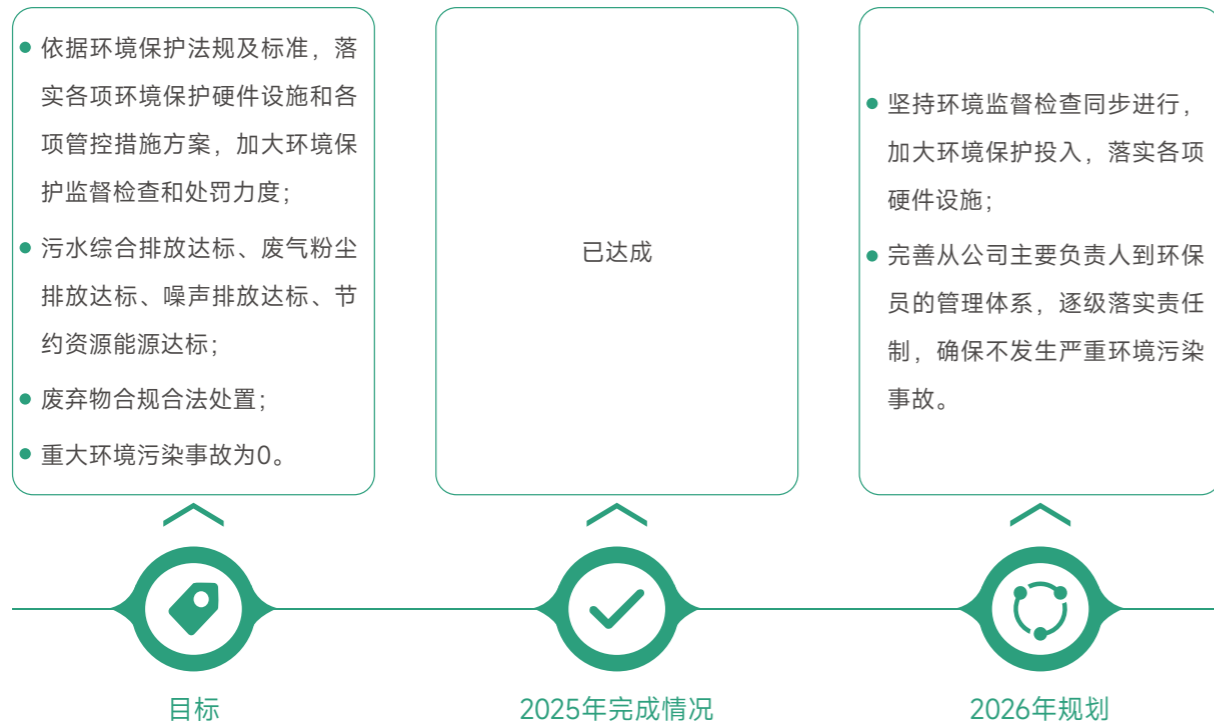 依据环境保护法规及标准，落
实各项环境保护硬件设施和各
项管控措施方案，加大环境保
护监督检查和处罚力度；
污水综合排放达标、废气粉尘
排放达标、噪声排放达标、节
约资源能源达标；
废弃物合规合法处置；
重大环境污染事故为0。
目标
已达成
2025年完成情况
坚持环境监督检查同步进行，
加大环境保护投入，落实各项
硬件设施；
完善从公司主要负责人到环保
员的管理体系，逐级落实责任
制，确保不发生严重环境污染
事故。
2026年规划